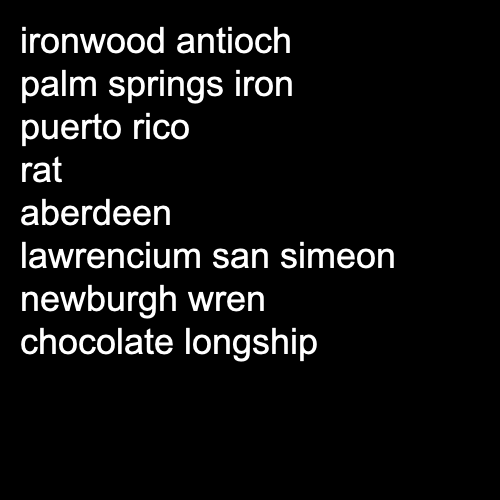 ironwood antioch
palm springs iron
puerto rico
rat
aberdeen
lawrencium san simeon
newburgh wren
chocolate longship